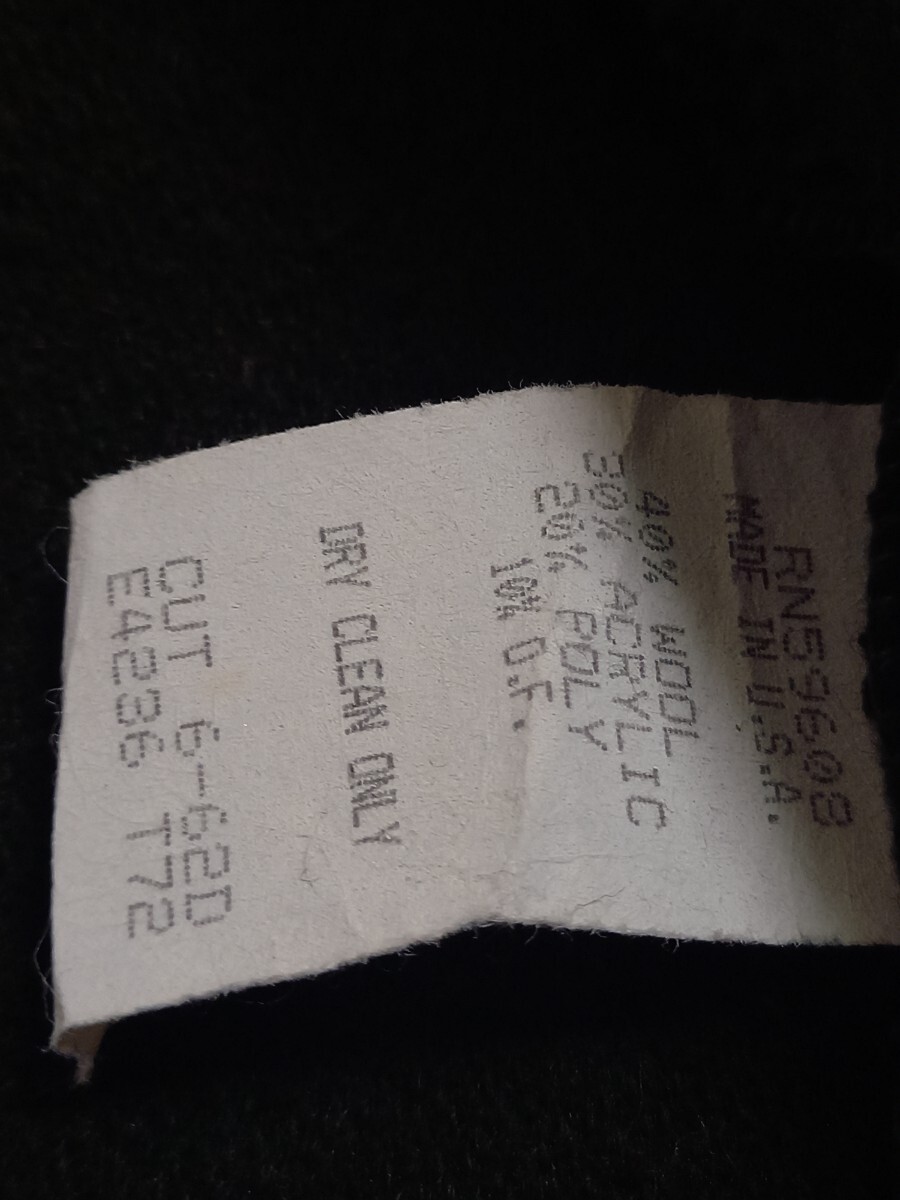 RN59608
MADE IN U.S.A.
40% WOOL
30% ACRYLIC
20% POLY
10% O.F.
DRY CLEAN ONLY
CUT 6-620
E4236 T72